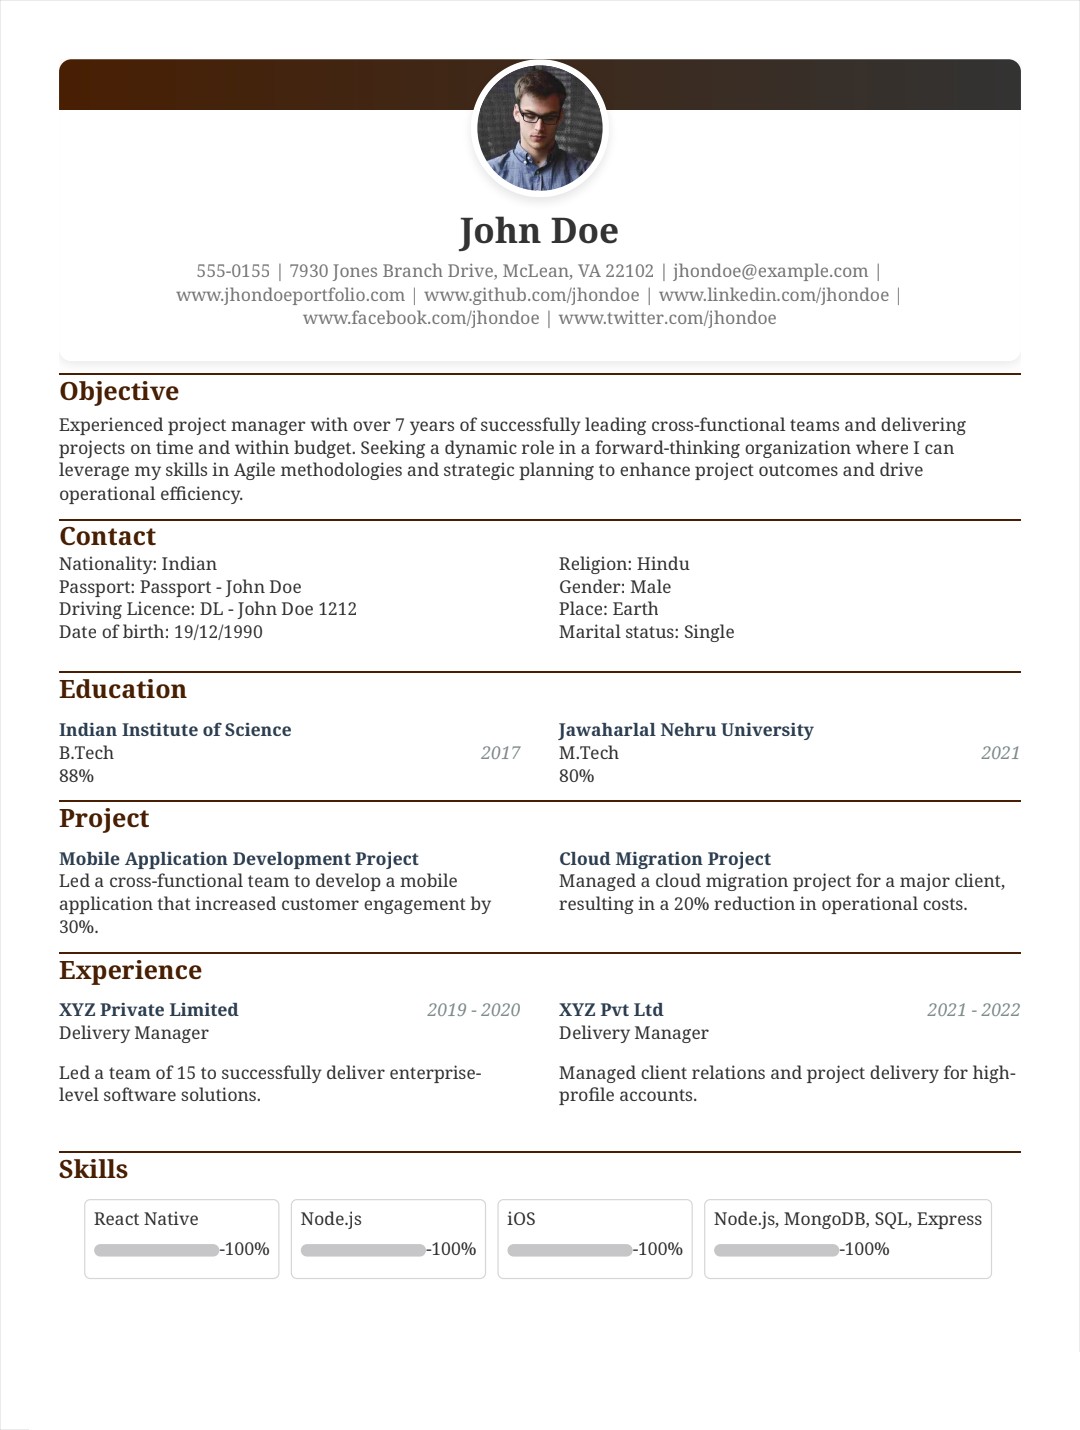 John Doe
555-0155 | 7930 Jones Branch Drive, McLean, VA 22102 | jhondoe@example.com |
www.jhondoeportfolio.com | www.github.com/jhondoe | www.linkedin.com/jhondoe |
www.facebook.com/jhondoe | www.twitter.com/jhondoe
Objective
Experienced project manager with over 7 years of successfully leading cross-functional teams and delivering
projects on time and within budget. Seeking a dynamic role in a forward-thinking organization where I can
leverage my skills in Agile methodologies and strategic planning to enhance project outcomes and drive
operational efficiency.
Contact
Nationality: Indian
Passport: Passport - John Doe
Driving Licence: DL - John Doe 1212
Date of birth: 19/12/1990
Religion: Hindu
Gender: Male
Place: Earth
Marital status: Single
Education
Indian Institute of Science
B.Tech 2017
88%
Jawaharlal Nehru University
M.Tech 2021
80%
Project
Mobile Application Development Project
Led a cross-functional team to develop a mobile
application that increased customer engagement by
30%.
Cloud Migration Project
Managed a cloud migration project for a major client,
resulting in a 20% reduction in operational costs.
Experience
XYZ Private Limited 2019 - 2020
Delivery Manager
Led a team of 15 to successfully deliver enterprise-
level software solutions.
XYZ Pvt Ltd 2021 - 2022
Delivery Manager
Managed client relations and project delivery for high-
profile accounts.
Skills
React Native
-100%
Node.js
-100%
iOS
-100%
Node.js, MongoDB, SQL, Express
-100%